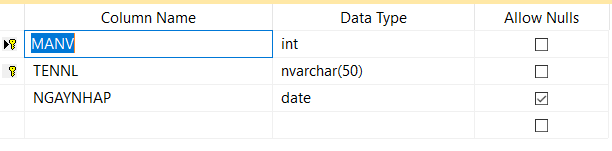 Column Name Data Type Allow Nulls
MANV int
TENNL nvarchar(50)
NGAYNHAP date